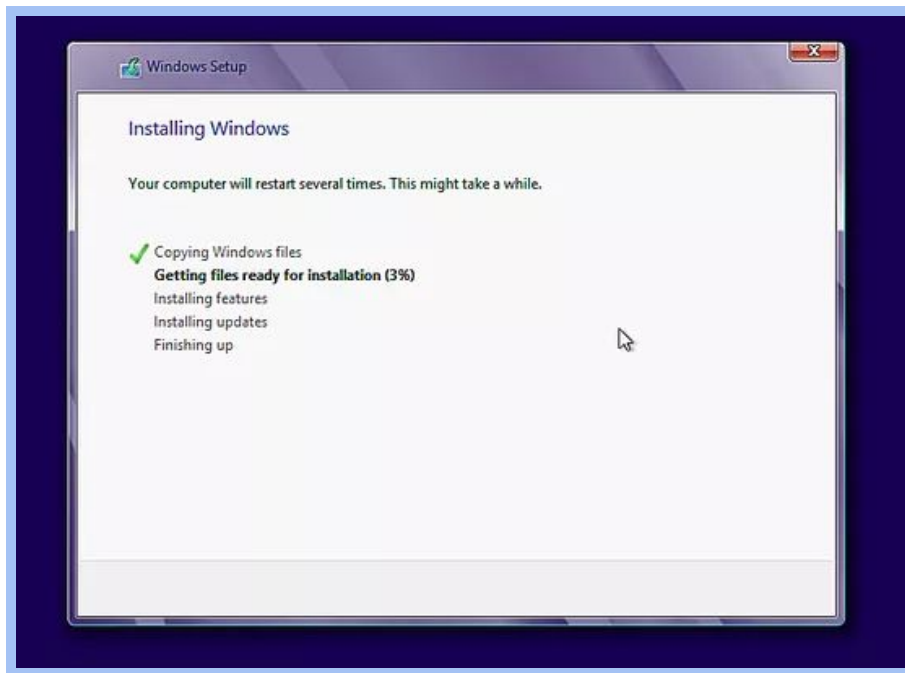 Windows Setup
Installing Windows
Your computer will restart several times. This might take a while.
Copying Windows files
Getting files ready for installation (3%)
Installing features
Installing updates
Finishing up